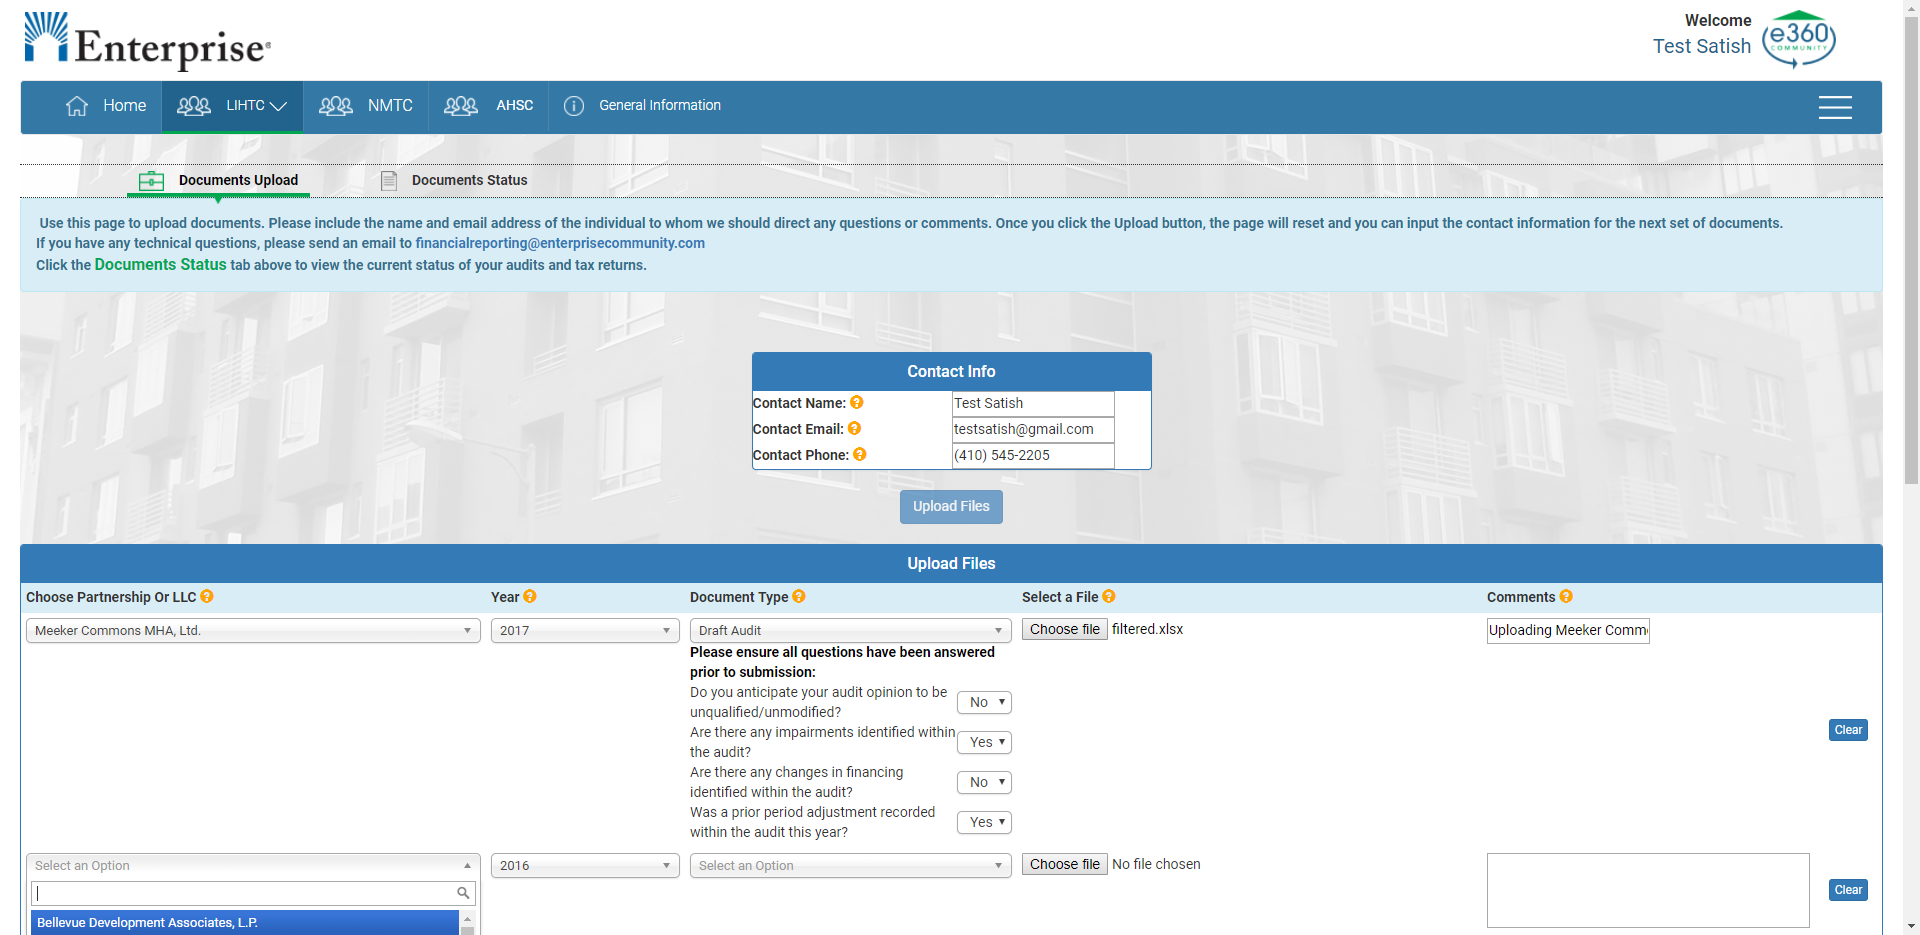 Enterprise
Welcome
Test Satish
e360
COMMUNITY
Home
LIHTC
NMTC
AHSC
General Information
Documents Upload
Documents Status
Use this page to upload documents. Please include the name and email address of the individual to whom we should direct any questions or comments. Once you click the Upload button, the page will reset and you can input the contact information for the next set of documents.
If you have any technical questions, please send an email to financialreporting@enterprisecommunity.com
Click the Documents Status tab above to view the current status of your audits and tax returns.
Contact Info
Contact Name: ? Test Satish
Contact Email: ? testsatish@gmail.com
Contact Phone: ? (410) 545-2205
Upload Files
Upload Files
Choose Partnership Or LLC ? Year ? Document Type ? Select a File ? Comments ?
Meeker Commons MHA, Ltd. 2017 Draft Audit Choose file filtered.xlsx Uploading Meeker Comm
Please ensure all questions have been answered
prior to submission:
Do you anticipate your audit opinion to be
unqualified/unmodified? No
Are there any impairments identified within
the audit? Yes
Clear
Are there any changes in financing
identified within the audit? No
Was a prior period adjustment recorded
within the audit this year? Yes
Select an Option 2016 Select an Option Choose file No file chosen
Clear
Bellevue Development Associates, L.P.